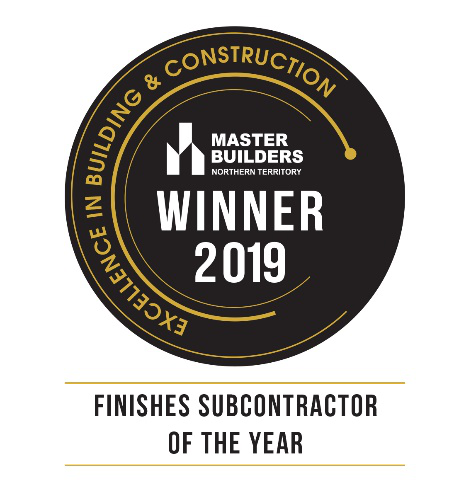 EXCELLENCE IN BUILDING & CONSTRUCTION
MASTER
BUILDERS
NORTHERN TERRITORY
WINNER
2019
FINISHES SUBCONTRACTOR
OF THE YEAR